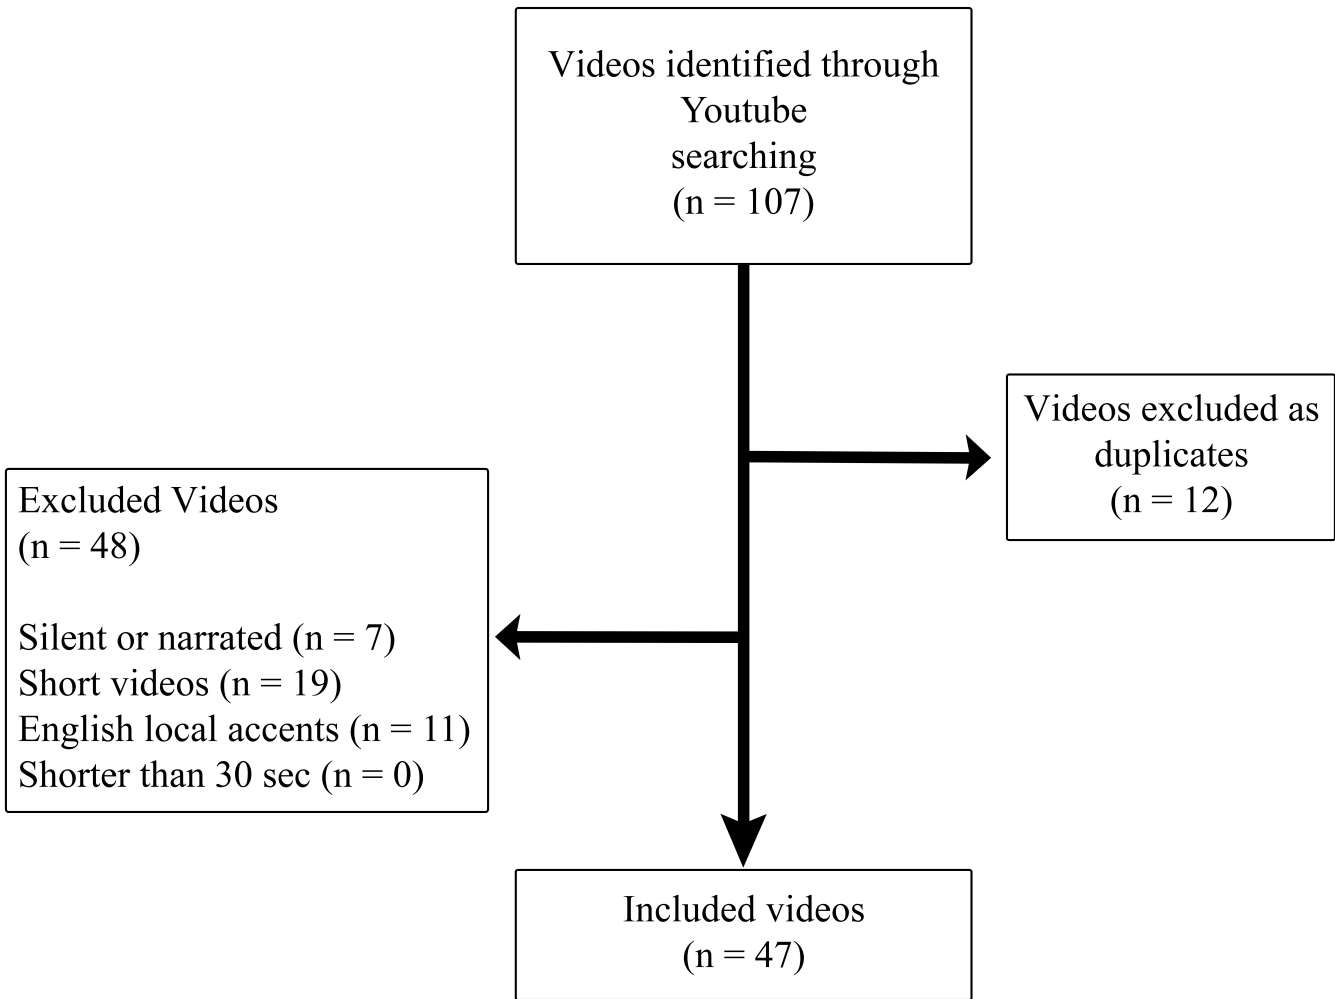 Videos identified through
Youtube
searching
(n = 107)
Videos excluded as
duplicates
(n = 12)
Excluded Videos
(n = 48)
Silent or narrated (n = 7)
Short videos (n = 19)
English local accents (n = 11)
Shorter than 30 sec (n = 0)
Included videos
(n = 47)